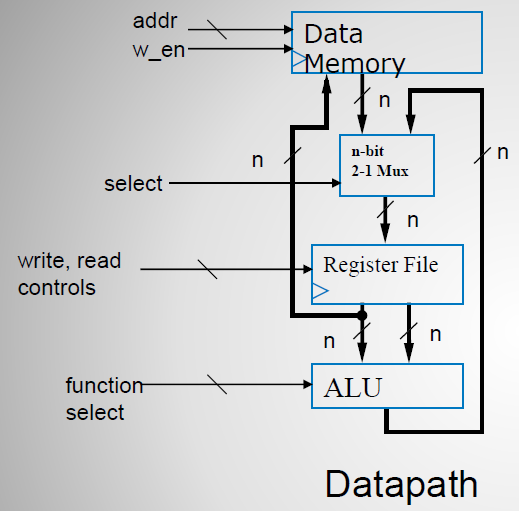 addr
w_en
Data
Memory
n
n-bit
2-1 Mux
n
n
select
n
write, read
controls
Register File
n
n
function
select
ALU
Datapath